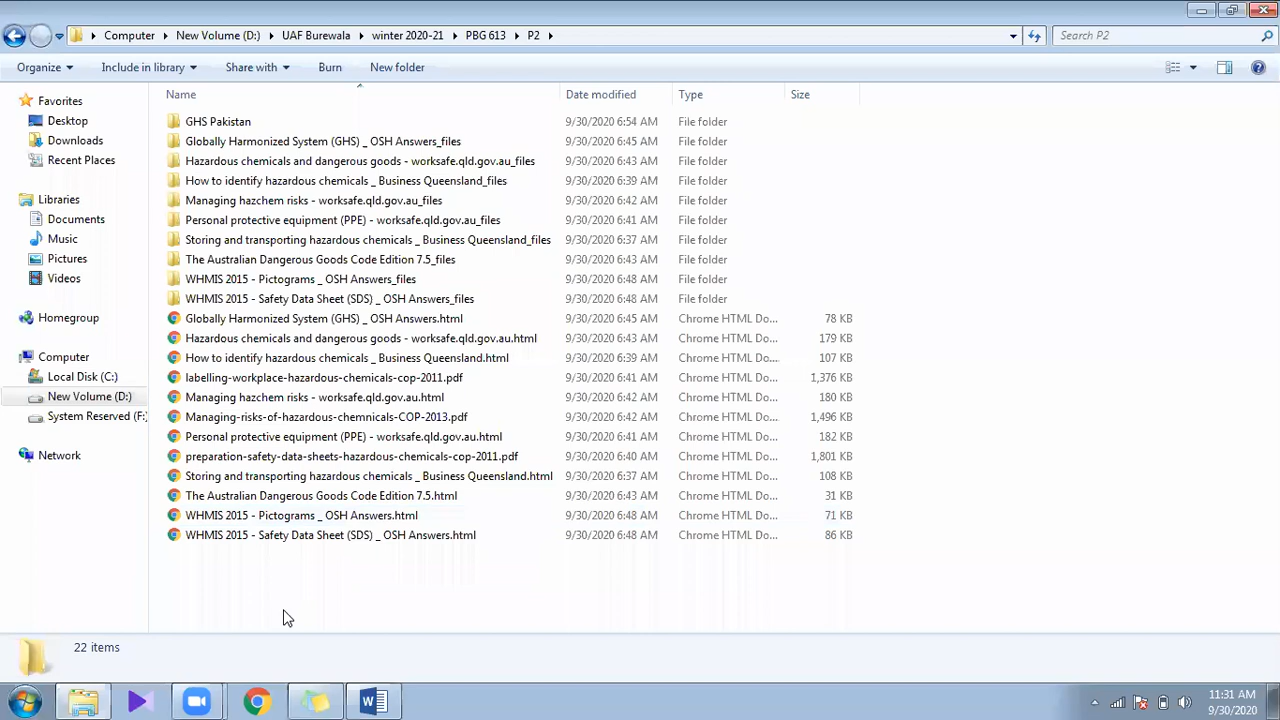 Computer New Volume (D:) UAF Burewala winter 2020-21 PBG 613 P2 Search P2
Organize Include in library Share with Burn New folder
Name Date modified Type Size
Favorites
Desktop
Downloads
Recent Places
Libraries
Documents
Music
Pictures
Videos
Homegroup
Computer
Local Disk (C:)
New Volume (D:)
System Reserved (F:
Network
GHS Pakistan 9/30/2020 6:54 AM File folder
Globally Harmonized System (GHS) _ OSH Answers_files 9/30/2020 6:45 AM File folder
Hazardous chemicals and dangerous goods - worksafe.qld.gov.au_files 9/30/2020 6:43 AM File folder
How to identify hazardous chemicals _ Business Queensland_files 9/30/2020 6:39 AM File folder
Managing hazchem risks - worksafe.qld.gov.au_files 9/30/2020 6:42 AM File folder
Personal protective equipment (PPE) - worksafe.qld.gov.au_files 9/30/2020 6:41 AM File folder
Storing and transporting hazardous chemicals _ Business Queensland_files 9/30/2020 6:37 AM File folder
The Australian Dangerous Goods Code Edition 7.5_files 9/30/2020 6:43 AM File folder
WHMIS 2015 - Pictograms _ OSH Answers_files 9/30/2020 6:48 AM File folder
WHMIS 2015 - Safety Data Sheet (SDS) _ OSH Answers_files 9/30/2020 6:48 AM File folder
Globally Harmonized System (GHS) _ OSH Answers.html 9/30/2020 6:45 AM Chrome HTML Do... 78 KB
Hazardous chemicals and dangerous goods - worksafe.qld.gov.au.html 9/30/2020 6:43 AM Chrome HTML Do... 179 KB
How to identify hazardous chemicals _ Business Queensland.html 9/30/2020 6:39 AM Chrome HTML Do... 107 KB
labelling-workplace-hazardous-chemicals-cop-2011.pdf 9/30/2020 6:41 AM Chrome HTML Do... 1,376 KB
Managing hazchem risks - worksafe.qld.gov.au.html 9/30/2020 6:42 AM Chrome HTML Do... 180 KB
Managing-risks-of-hazardous-chemnicals-COP-2013.pdf 9/30/2020 6:41 AM Chrome HTML Do... 1,496 KB
Personal protective equipment (PPE) - worksafe.qld.gov.au.html 9/30/2020 6:41 AM Chrome HTML Do... 182 KB
preparation-safety-data-sheets-hazardous-chemicals-cop-2011.pdf 9/30/2020 6:40 AM Chrome HTML Do... 1,801 KB
Storing and transporting hazardous chemicals _ Business Queensland.html 9/30/2020 6:37 AM Chrome HTML Do... 108 KB
The Australian Dangerous Goods Code Edition 7.5.html 9/30/2020 6:43 AM Chrome HTML Do... 31 KB
WHMIS 2015 - Pictograms _ OSH Answers.html 9/30/2020 6:48 AM Chrome HTML Do... 71 KB
WHMIS 2015 - Safety Data Sheet (SDS) _ OSH Answers.html 9/30/2020 6:48 AM Chrome HTML Do... 86 KB
22 items
11:31 AM
9/30/2020